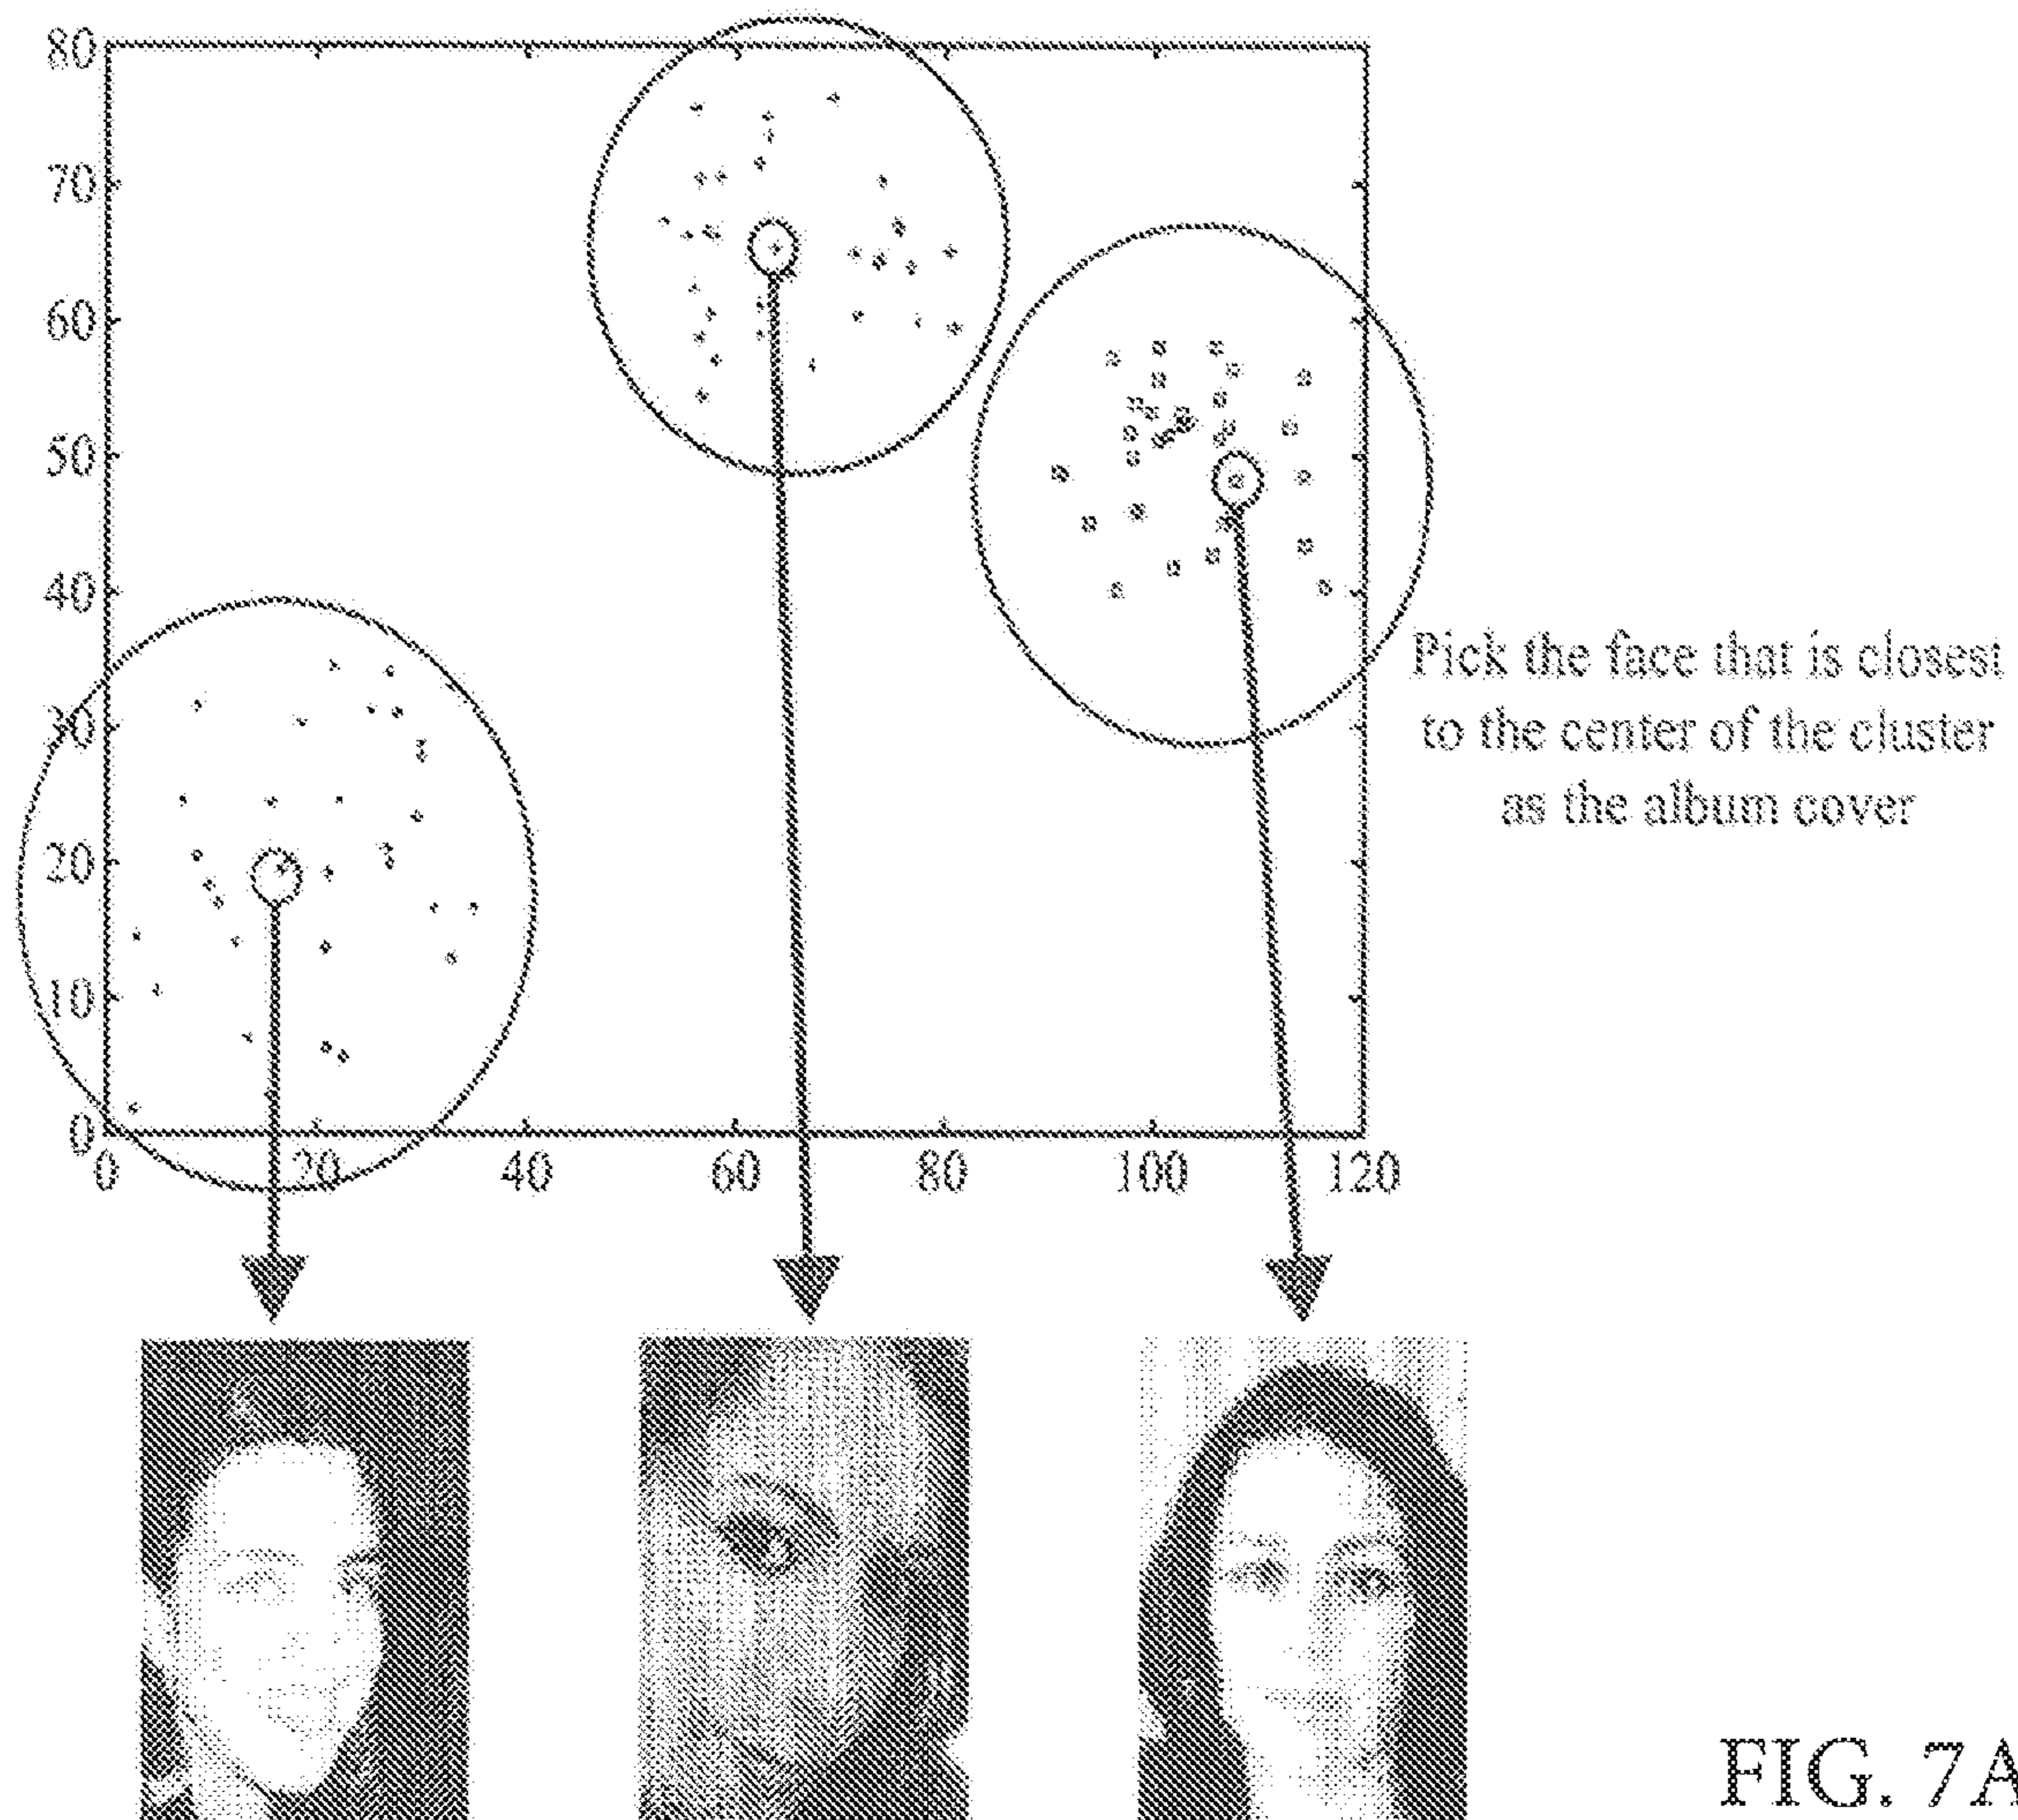 80
70
60
50
40
30
20
10
0
0 20 40 60 80 100 120
Pick the face that is closest
to the center of the cluster
as the album cover
FIG. 7A